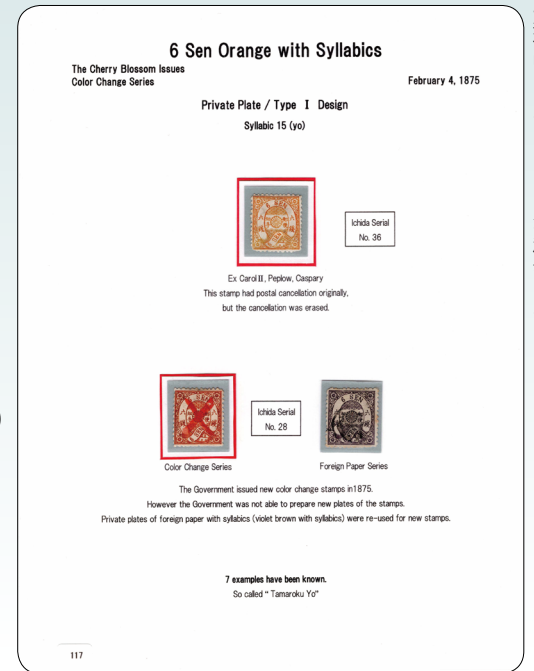 6 Sen Orange with Syllabics
The Cherry Blossom Issues
Color Change Series
February 4, 1875
Private Plate / Type I Design
Syllabic 15 (yo)
Ichida Serial
No. 36
Ex Carol II, Peplow, Caspary
This stamp had postal cancellation originally,
but the cancellation was erased.
Ichida Serial
No. 28
Color Change Series
Foreign Paper Series
The Government issued new color change stamps in1875.
However the Government was not able to prepare new plates of the stamps.
Private plates of foreign paper with syllabics (violet brown with syllabics) were re-used for new stamps.
7 examples have been known.
So called " Tamaroku Yo"
117